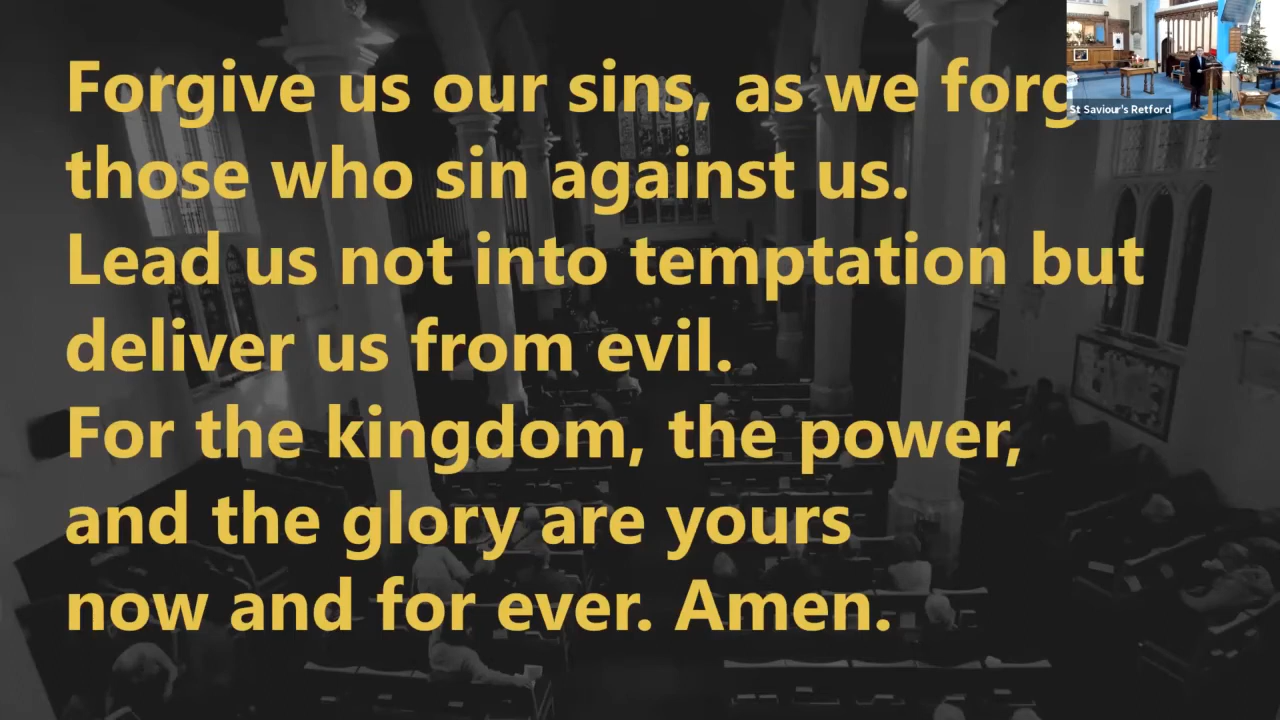 Forgive us our sins, as we forg
those who sin against us.
Lead us not into temptation but
deliver us from evil.
For the kingdom, the power,
and the glory are yours
now and for ever. Amen.
St Saviour's Retford